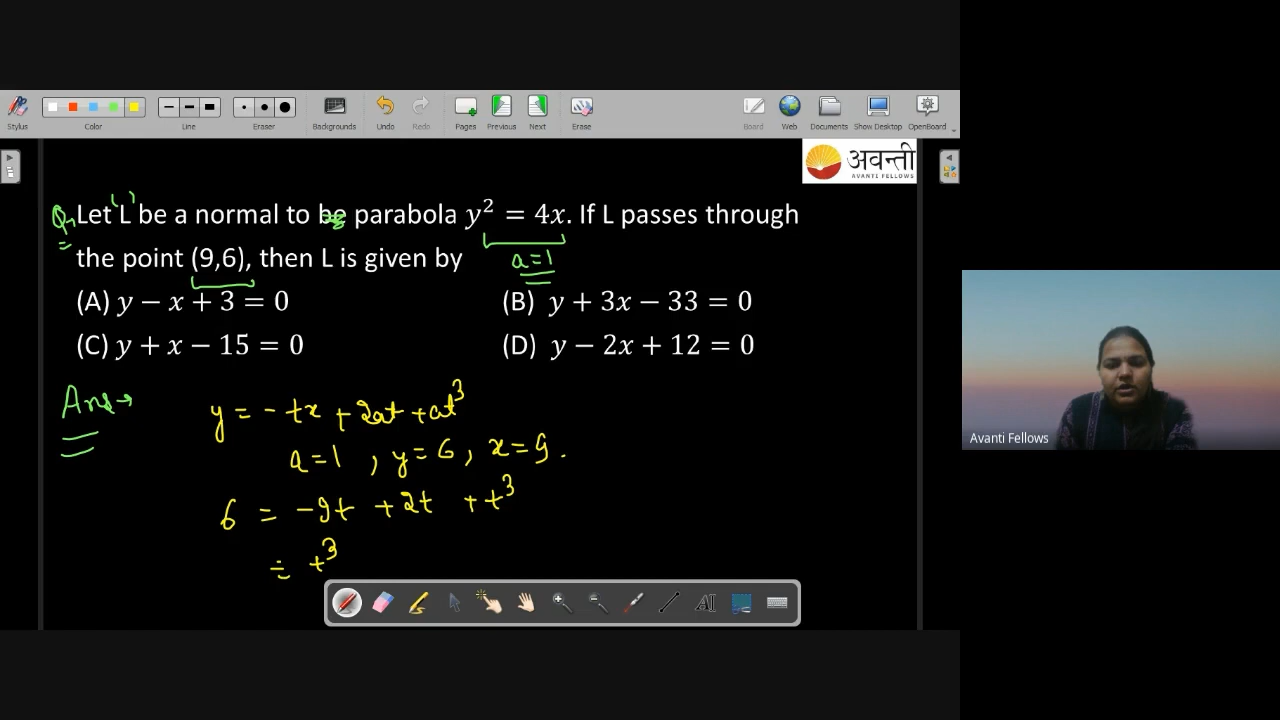 Stylus
Color
Line
Eraser
Backgrounds
Undo
Redo
Pages
Previous
Next
Erase
Board
Web
Documents
Show Desktop
OpenBoard
अवन्ती
AVANTI FELLOWS
Q. Let 'L' be a normal to be parabola y² = 4x. If L passes through
the point (9,6), then L is given by
a=1
(A) y − x + 3 = 0
(B) y + 3x − 33 = 0
(C) y + x − 15 = 0
(D) y − 2x + 12 = 0
Ans→
y = - tx + 2at + at³
a=1 , y=6, x=9.
6 = -9t + 2t + t³
= t³
AI
Avanti Fellows